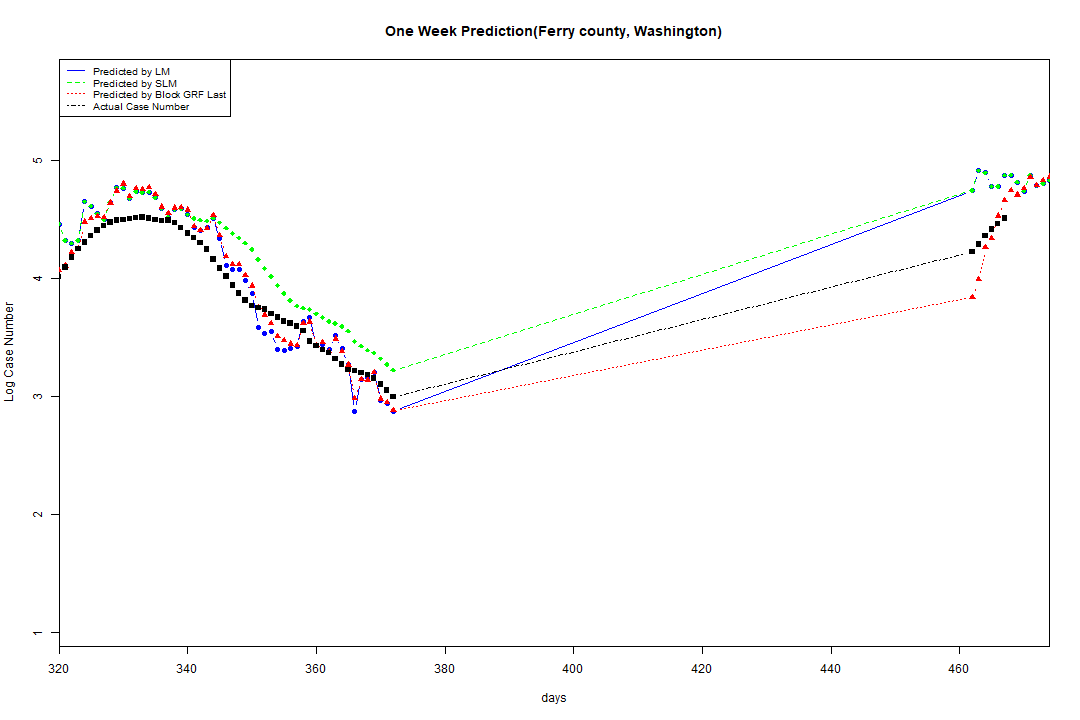 One Week Prediction(Ferry county, Washington)
Predicted by LM
Predicted by SLM
Predicted by Block GRF Last
Actual Case Number
5
4
3
2
1
Log Case Number
320 340 360 380 400 420 440 460
days